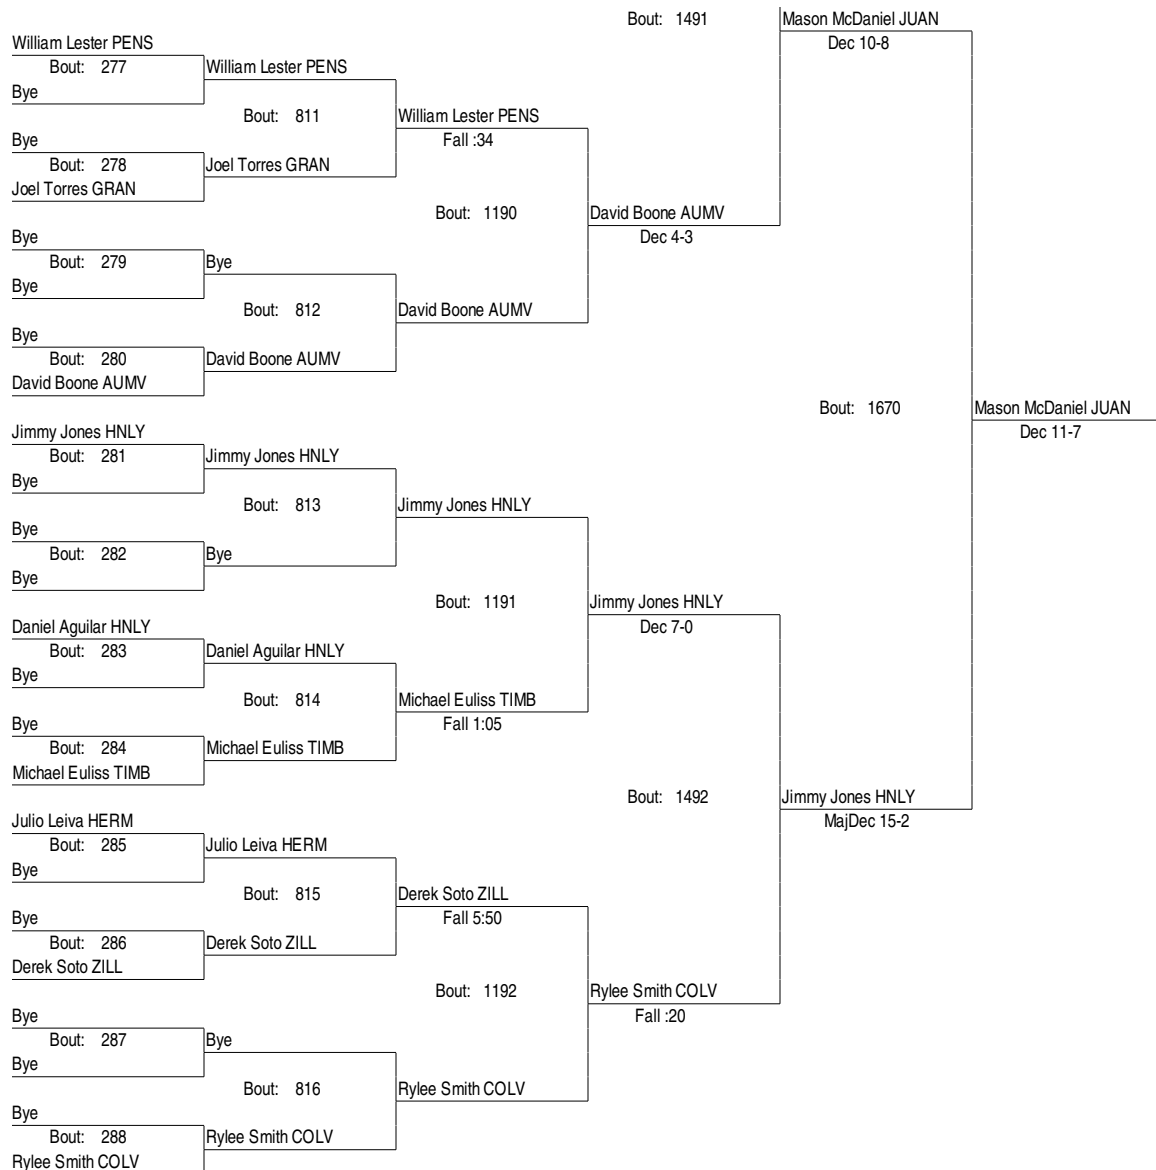 Bout: 1491 Mason McDaniel JUAN
Dec 10-8
William Lester PENS
Bout: 277 William Lester PENS
Bye
Bout: 811 William Lester PENS
Fall :34
Bye
Bout: 278 Joel Torres GRAN
Joel Torres GRAN
Bout: 1190 David Boone AUMV
Dec 4-3
Bye
Bout: 279 Bye
Bye
Bout: 812 David Boone AUMV
Bye
Bout: 280 David Boone AUMV
David Boone AUMV
Bout: 1670 Mason McDaniel JUAN
Dec 11-7
Jimmy Jones HNLY
Bout: 281 Jimmy Jones HNLY
Bye
Bout: 813 Jimmy Jones HNLY
Bye
Bout: 282 Bye
Bye
Bout: 1191 Jimmy Jones HNLY
Dec 7-0
Daniel Aguilar HNLY
Bout: 283 Daniel Aguilar HNLY
Bye
Bout: 814 Michael Euliss TIMB
Fall 1:05
Bye
Bout: 284 Michael Euliss TIMB
Michael Euliss TIMB
Bout: 1492 Jimmy Jones HNLY
MajDec 15-2
Julio Leiva HERM
Bout: 285 Julio Leiva HERM
Bye
Bout: 815 Derek Soto ZILL
Fall 5:50
Bye
Bout: 286 Derek Soto ZILL
Derek Soto ZILL
Bout: 1192 Rylee Smith COLV
Fall :20
Bye
Bout: 287 Bye
Bye
Bout: 816 Rylee Smith COLV
Bye
Bout: 288 Rylee Smith COLV
Rylee Smith COLV